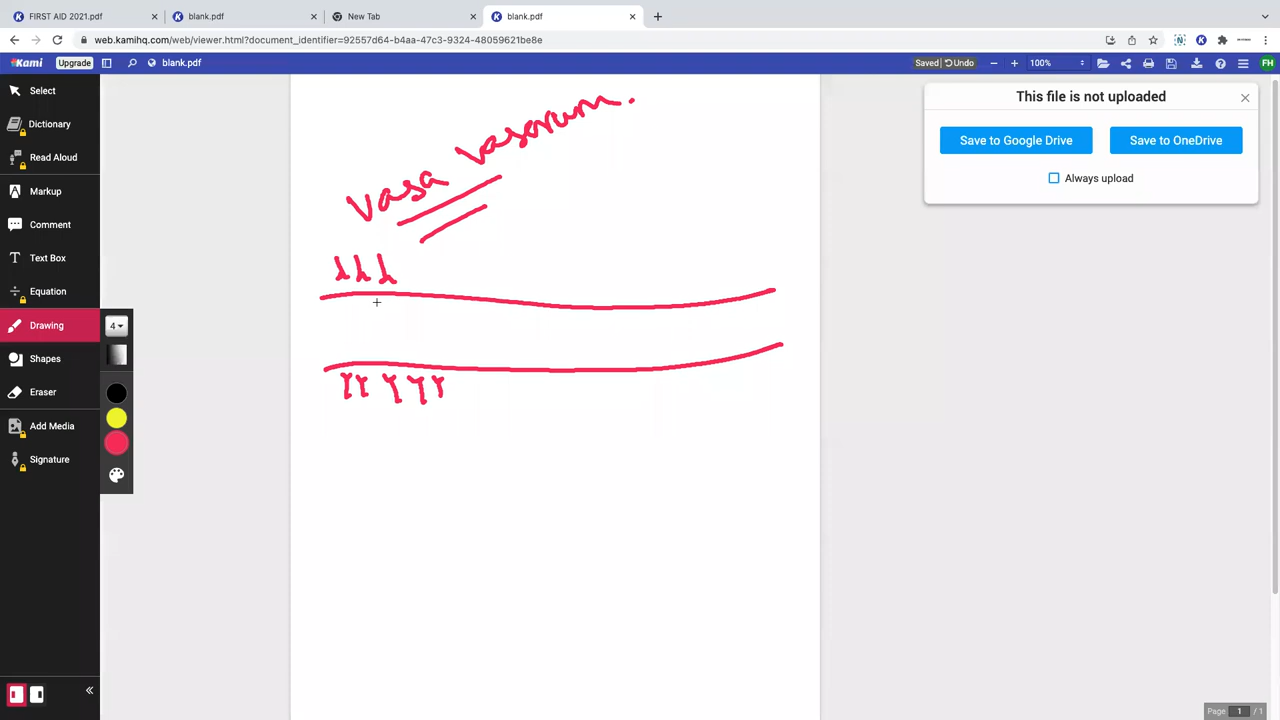 FIRST AID 2021.pdf
blank.pdf
New Tab
blank.pdf
web.kamihq.com/web/viewer.html?document_identifier=92557d64-b4aa-47c3-9324-48059621be8e
Kami
Upgrade
blank.pdf
Saved
Undo
100%
FH
Select
Dictionary
Read Aloud
Markup
Comment
Text Box
Equation
Drawing
Shapes
Eraser
Add Media
Signature
4
vasa vasorum.
This file is not uploaded
Save to Google Drive
Save to OneDrive
Always upload
Page 1 / 1